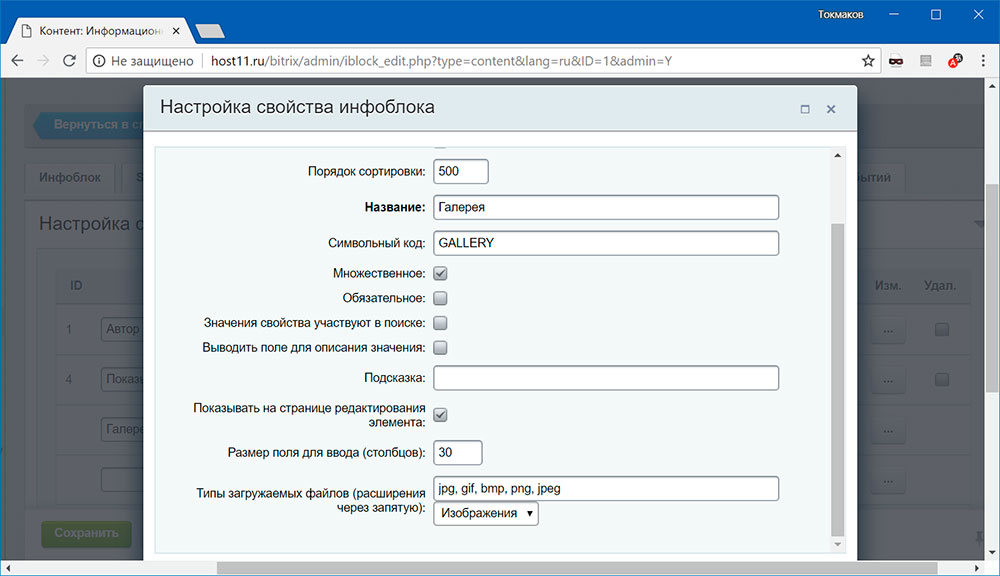 Токмаков
Контент: Информацион
Не защищено
host11.ru/bitrix/admin/iblock_edit.php?type=content&lang=ru&ID=1&admin=Y
Настройка свойства инфоблока
Вернуться в с
Инфоблок
S
бытий
Настройка с
ID
Изм.
Удал.
1
Автор
...
4
Показ
...
Галере
...
...
Сохранить
Порядок сортировки:
500
Название:
Галерея
Символьный код:
GALLERY
Множественное:
Обязательное:
Значения свойства участвуют в поиске:
Выводить поле для описания значения:
Подсказка:
Показывать на странице редактирования
элемента:
Размер поля для ввода (столбцов):
30
Типы загружаемых файлов (расширения
через запятую):
jpg, gif, bmp, png, jpeg
Изображения